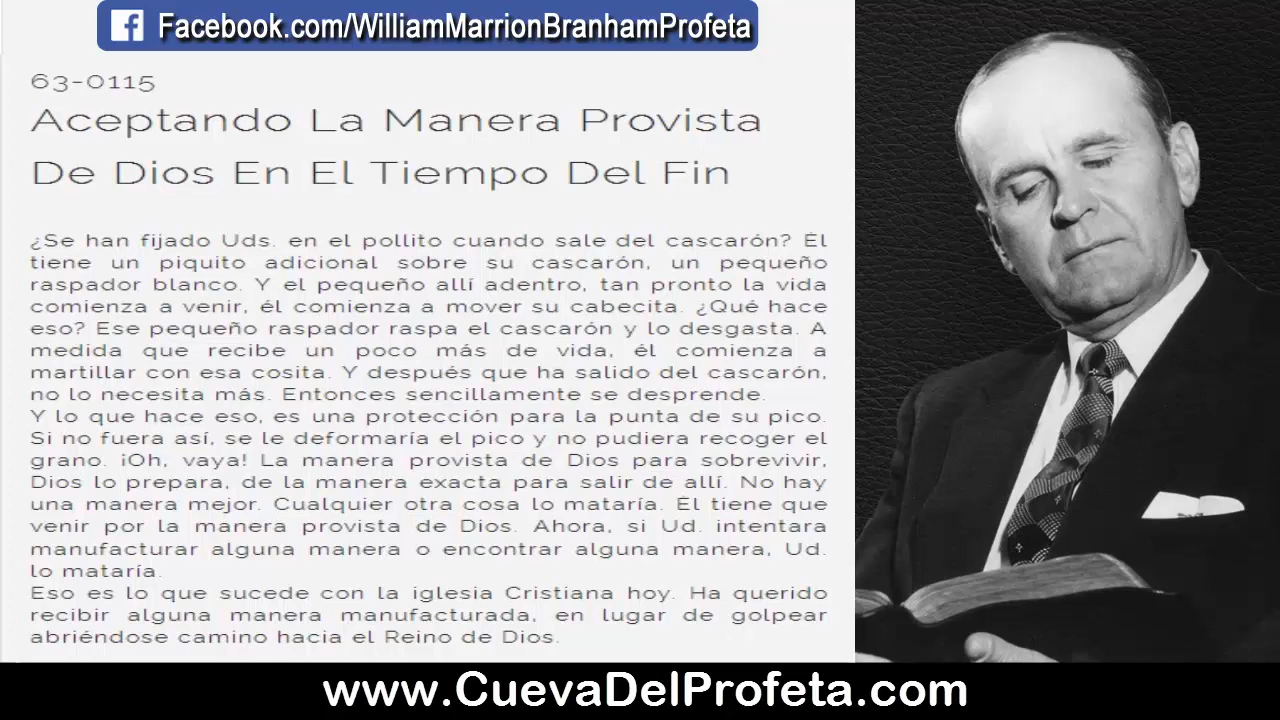 Facebook.com/WilliamMarrionBranhamProfeta
63-0115
Aceptando La Manera Provista
De Dios En El Tiempo Del Fin
¿Se han fijado Uds. en el pollito cuando sale del cascarón? Él
tiene un piquito adicional sobre su cascarón, un pequeño
raspador blanco. Y el pequeño allí adentro, tan pronto la vida
comienza a venir, él comienza a mover su cabecita. ¿Qué hace
eso? Ese pequeño raspador raspa el cascarón y lo desgasta. A
medida que recibe un poco más de vida, él comienza a
martillar con esa cosita. Y después que ha salido del cascarón,
no lo necesita más. Entonces sencillamente se desprende.
Y lo que hace eso, es una protección para la punta de su pico.
Si no fuera así, se le deformaría el pico y no pudiera recoger el
grano. ¡Oh, vaya! La manera provista de Dios para sobrevivir,
Dios lo prepara, de la manera exacta para salir de allí. No hay
una manera mejor. Cualquier otra cosa lo mataría. Él tiene que
venir por la manera provista de Dios. Ahora, si Ud. intentara
manufacturar alguna manera o encontrar alguna manera, Ud.
lo mataría.
Eso es lo que sucede con la iglesia Cristiana hoy. Ha querido
recibir alguna manera manufacturada, en lugar de golpear
abriéndose camino hacia el Reino de Dios.
www.CuevaDelProfeta.com